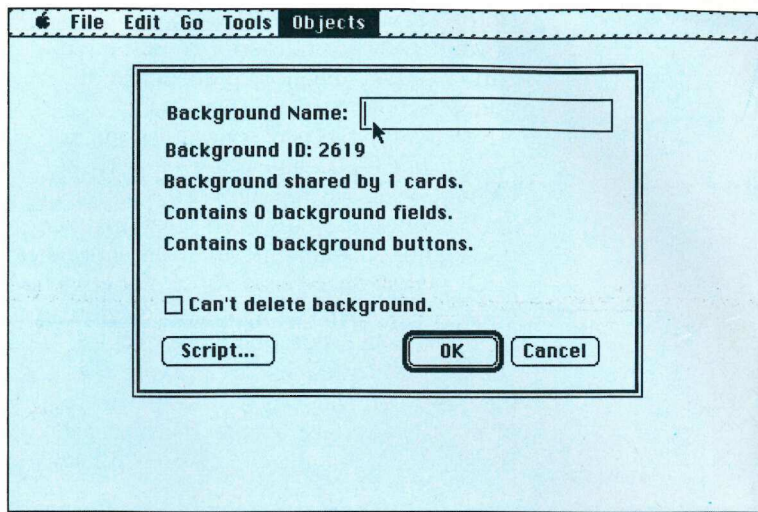 File Edit Go Tools Objects
Background Name:
Background ID: 2619
Background shared by 1 cards.
Contains 0 background fields.
Contains 0 background buttons.
Can't delete background.
Script... OK Cancel